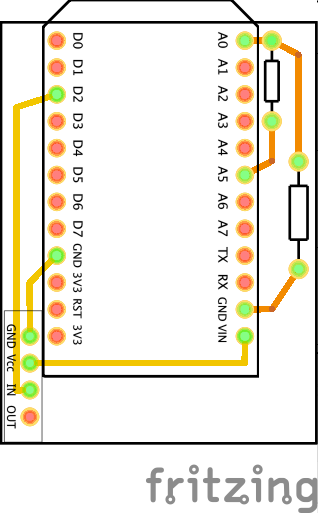 D0
D1
D2
D3
D4
D5
D6
D7
GND
3V3
RST
3V3
A0
A1
A2
A3
A4
A5
A6
A7
TX
RX
GND
VIN
GND
Vcc
IN
OUT
fritzing